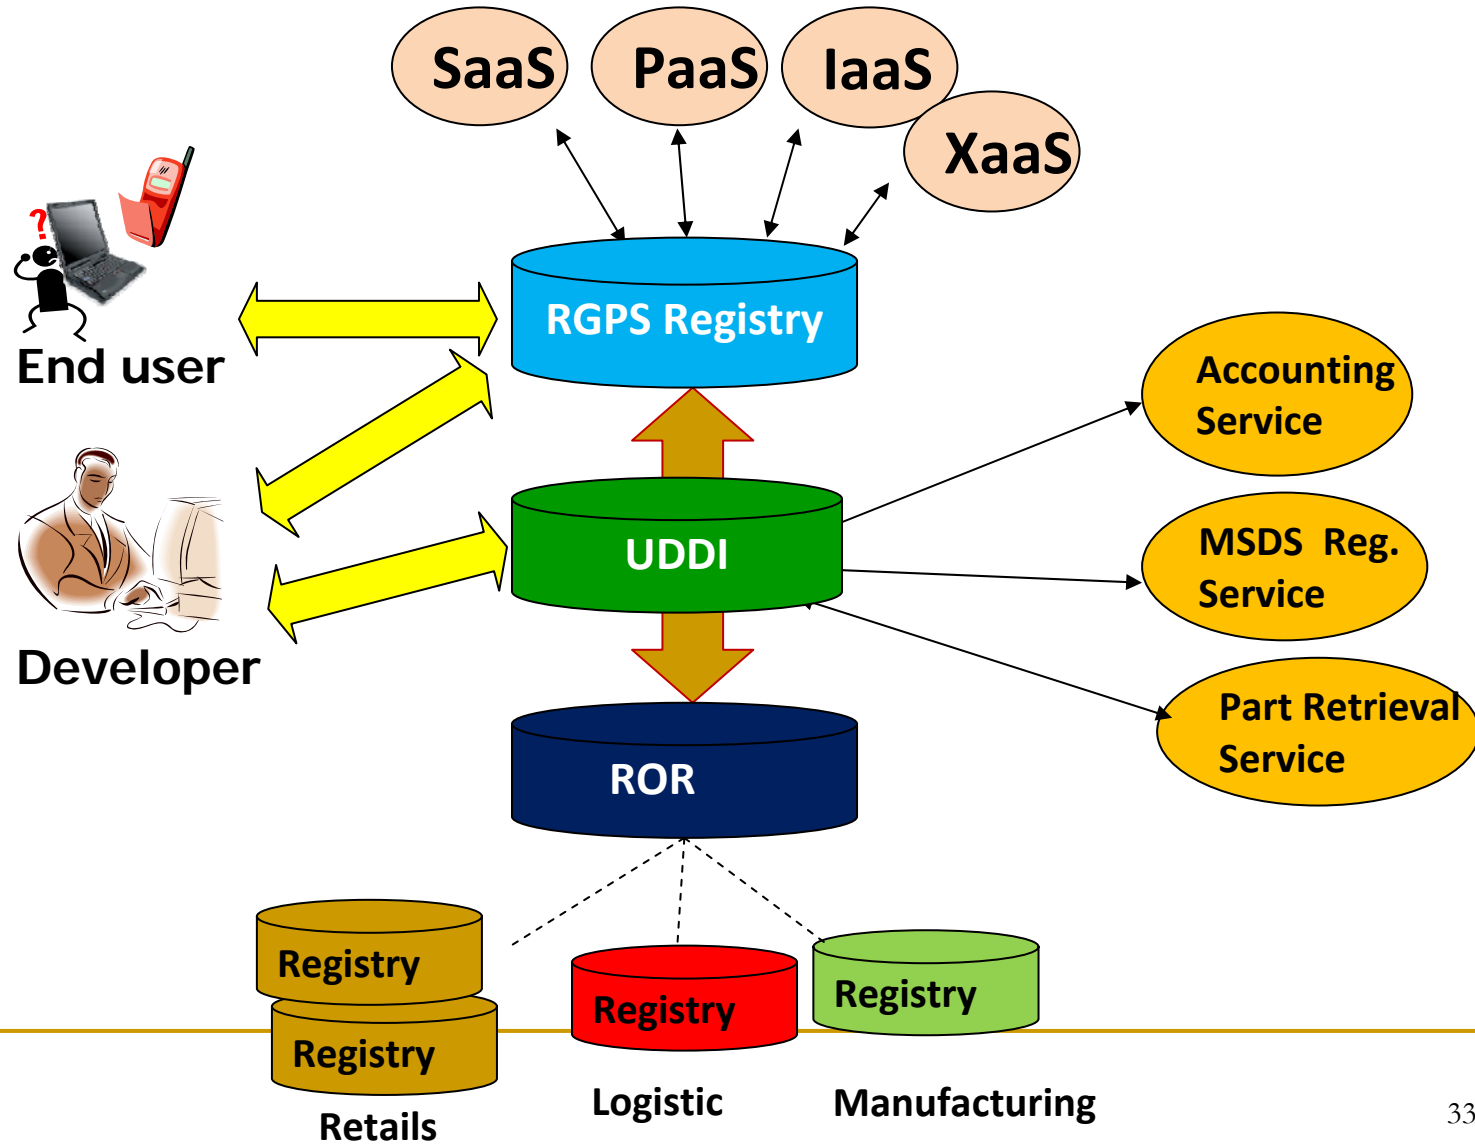 SaaS
PaaS
IaaS
XaaS
?
End user
RGPS Registry
Accounting
Service
UDDI
MSDS  Reg.
Service
Developer
Part Retrieval
Service
ROR
Registry
Registry
Registry
Registry
Retails
Logistic
Manufacturing
33